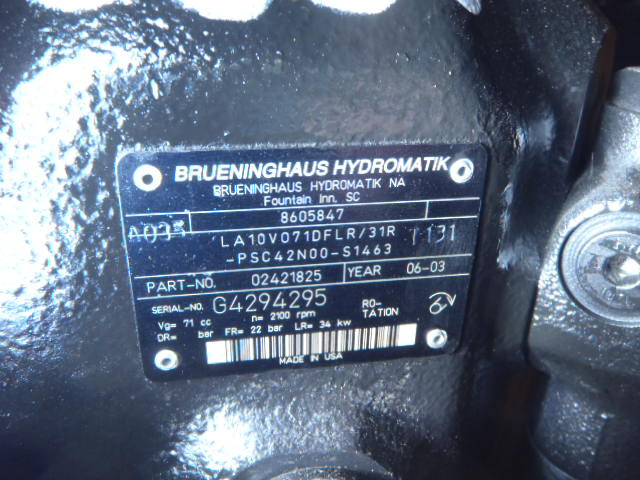 BRUENINGHAUS HYDROMATIK
BRUENINGHAUS HYDROMATIK NA
Fountain Inn. SC
8605847
A035 LA10VO71DFLR/31R 1131
-PSC42N00-S1463
PART-NO. 02421825 YEAR 06-03
SERIAL-NO. G4294295 RO-TATION
Vg= 71 cc n= 2100 rpm
DR= bar FR= 22 bar LR= 34 kw
MADE IN USA